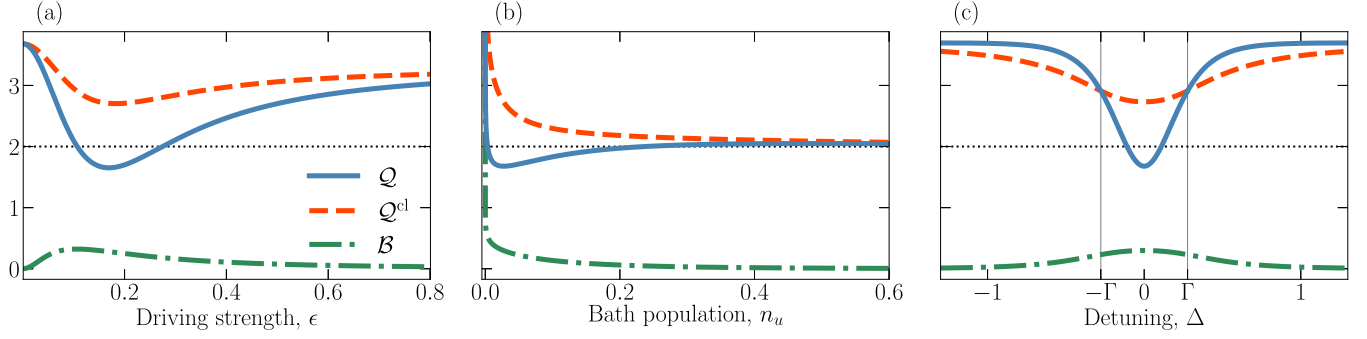 (a)
(b)
(c)
3
2
1
0
𝒬
𝒬^cl
ℬ
0.2 0.4 0.6 0.8
0.0 0.2 0.4 0.6
−1 −Γ 0 Γ 1
Driving strength, ϵ
Bath population, n_u
Detuning, Δ